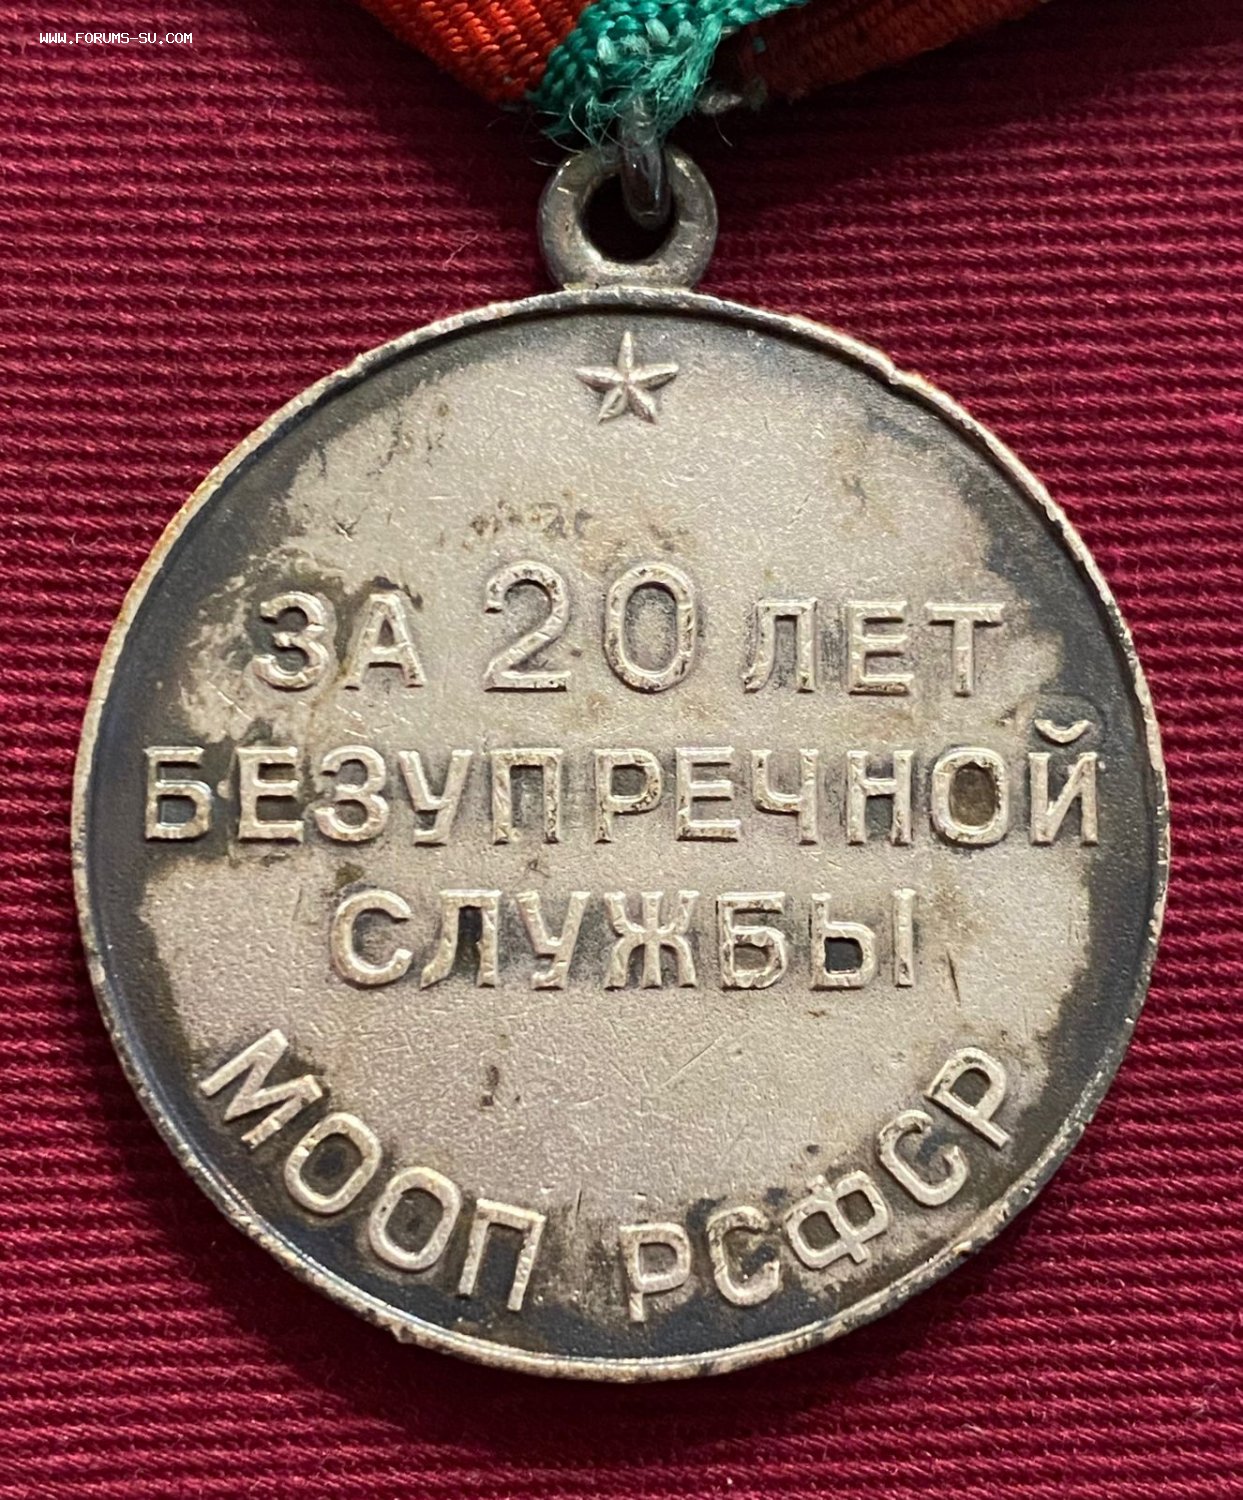 WWW.FORUMS-SU.COM
ЗА 20 ЛЕТ
БЕЗУПРЕЧНОЙ
СЛУЖБЫ
МООП РСФСР